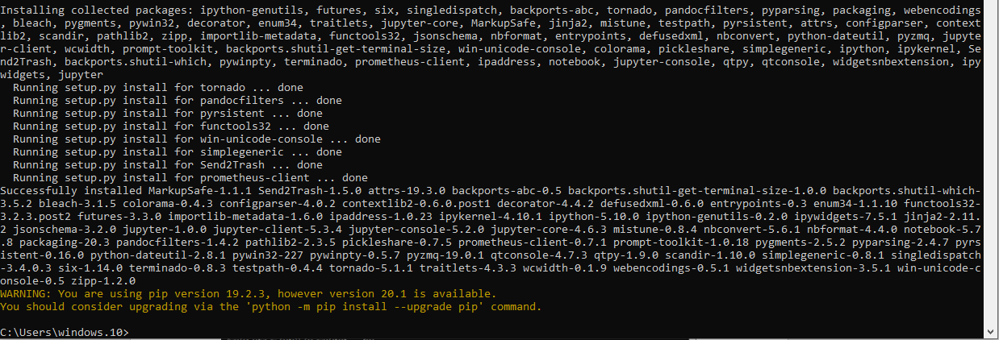 Installing collected packages: ipython-genutils, futures, six, singledispatch, backports-abc, tornado, pandocfilters, pyparsing, packaging, webencodings
, bleach, pygments, pywin32, decorator, enum34, traitlets, jupyter-core, MarkupSafe, jinja2, mistune, testpath, pyrsistent, attrs, configparser, context
lib2, scandir, pathlib2, zipp, importlib-metadata, functools32, jsonschema, nbformat, entrypoints, defusedxml, nbconvert, python-dateutil, pyzmq, jupyte
r-client, wcwidth, prompt-toolkit, backports.shutil-get-terminal-size, win-unicode-console, colorama, pickleshare, simplegeneric, ipython, ipykernel, Se
nd2Trash, backports.shutil-which, pywinpty, terminado, prometheus-client, ipaddress, notebook, jupyter-console, qtpy, qtconsole, widgetsnbextension, ipy
widgets, jupyter
Running setup.py install for tornado ... done
Running setup.py install for pandocfilters ... done
Running setup.py install for pyrsistent ... done
Running setup.py install for functools32 ... done
Running setup.py install for win-unicode-console ... done
Running setup.py install for simplegeneric ... done
Running setup.py install for Send2Trash ... done
Running setup.py install for prometheus-client ... done
Successfully installed MarkupSafe-1.1.1 Send2Trash-1.5.0 attrs-19.3.0 backports-abc-0.5 backports.shutil-get-terminal-size-1.0.0 backports.shutil-which-
3.5.2 bleach-3.1.5 colorama-0.4.3 configparser-4.0.2 contextlib2-0.6.0.post1 decorator-4.4.2 defusedxml-0.6.0 entrypoints-0.3 enum34-1.1.10 functools32-
3.2.3.post2 futures-3.3.0 importlib-metadata-1.6.0 ipaddress-1.0.23 ipykernel-4.10.1 ipython-5.10.0 ipython-genutils-0.2.0 ipywidgets-7.5.1 jinja2-2.11.
2 jsonschema-3.2.0 jupyter-1.0.0 jupyter-client-5.3.4 jupyter-console-5.2.0 jupyter-core-4.6.3 mistune-0.8.4 nbconvert-5.6.1 nbformat-4.4.0 notebook-5.7
.8 packaging-20.3 pandocfilters-1.4.2 pathlib2-2.3.5 pickleshare-0.7.5 prometheus-client-0.7.1 prompt-toolkit-1.0.18 pygments-2.5.2 pyparsing-2.4.7 pyrs
istent-0.16.0 python-dateutil-2.8.1 pywin32-227 pywinpty-0.5.7 pyzmq-19.0.1 qtconsole-4.7.3 qtpy-1.9.0 scandir-1.10.0 simplegeneric-0.8.1 singledispatch
-3.4.0.3 six-1.14.0 terminado-0.8.3 testpath-0.4.4 tornado-5.1.1 traitlets-4.3.3 wcwidth-0.1.9 webencodings-0.5.1 widgetsnbextension-3.5.1 win-unicode-c
onsole-0.5 zipp-1.2.0
WARNING: You are using pip version 19.2.3, however version 20.1 is available.
You should consider upgrading via the 'python -m pip install --upgrade pip' command.
C:\Users\windows.10>